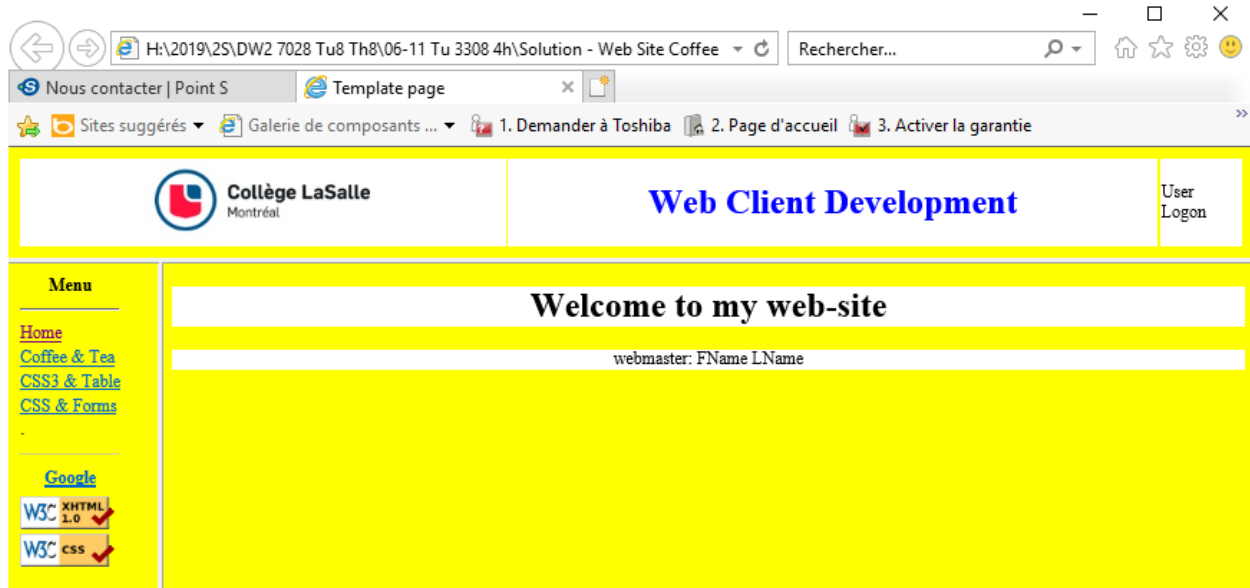 H:\2019\2S\DW2 7028 Tu8 Th8\06-11 Tu 3308 4h\Solution - Web Site Coffee
Rechercher...
Nous contacter | Point S
Template page
Sites suggérés
Galerie de composants ...
1. Demander à Toshiba
2. Page d'accueil
3. Activer la garantie
Collège LaSalle
Montréal
Web Client Development
User
Logon
Menu
Home
Coffee & Tea
CSS3 & Table
CSS & Forms
.
Google
W3C XHTML 1.0
W3C css
Welcome to my web-site
webmaster: FName LName